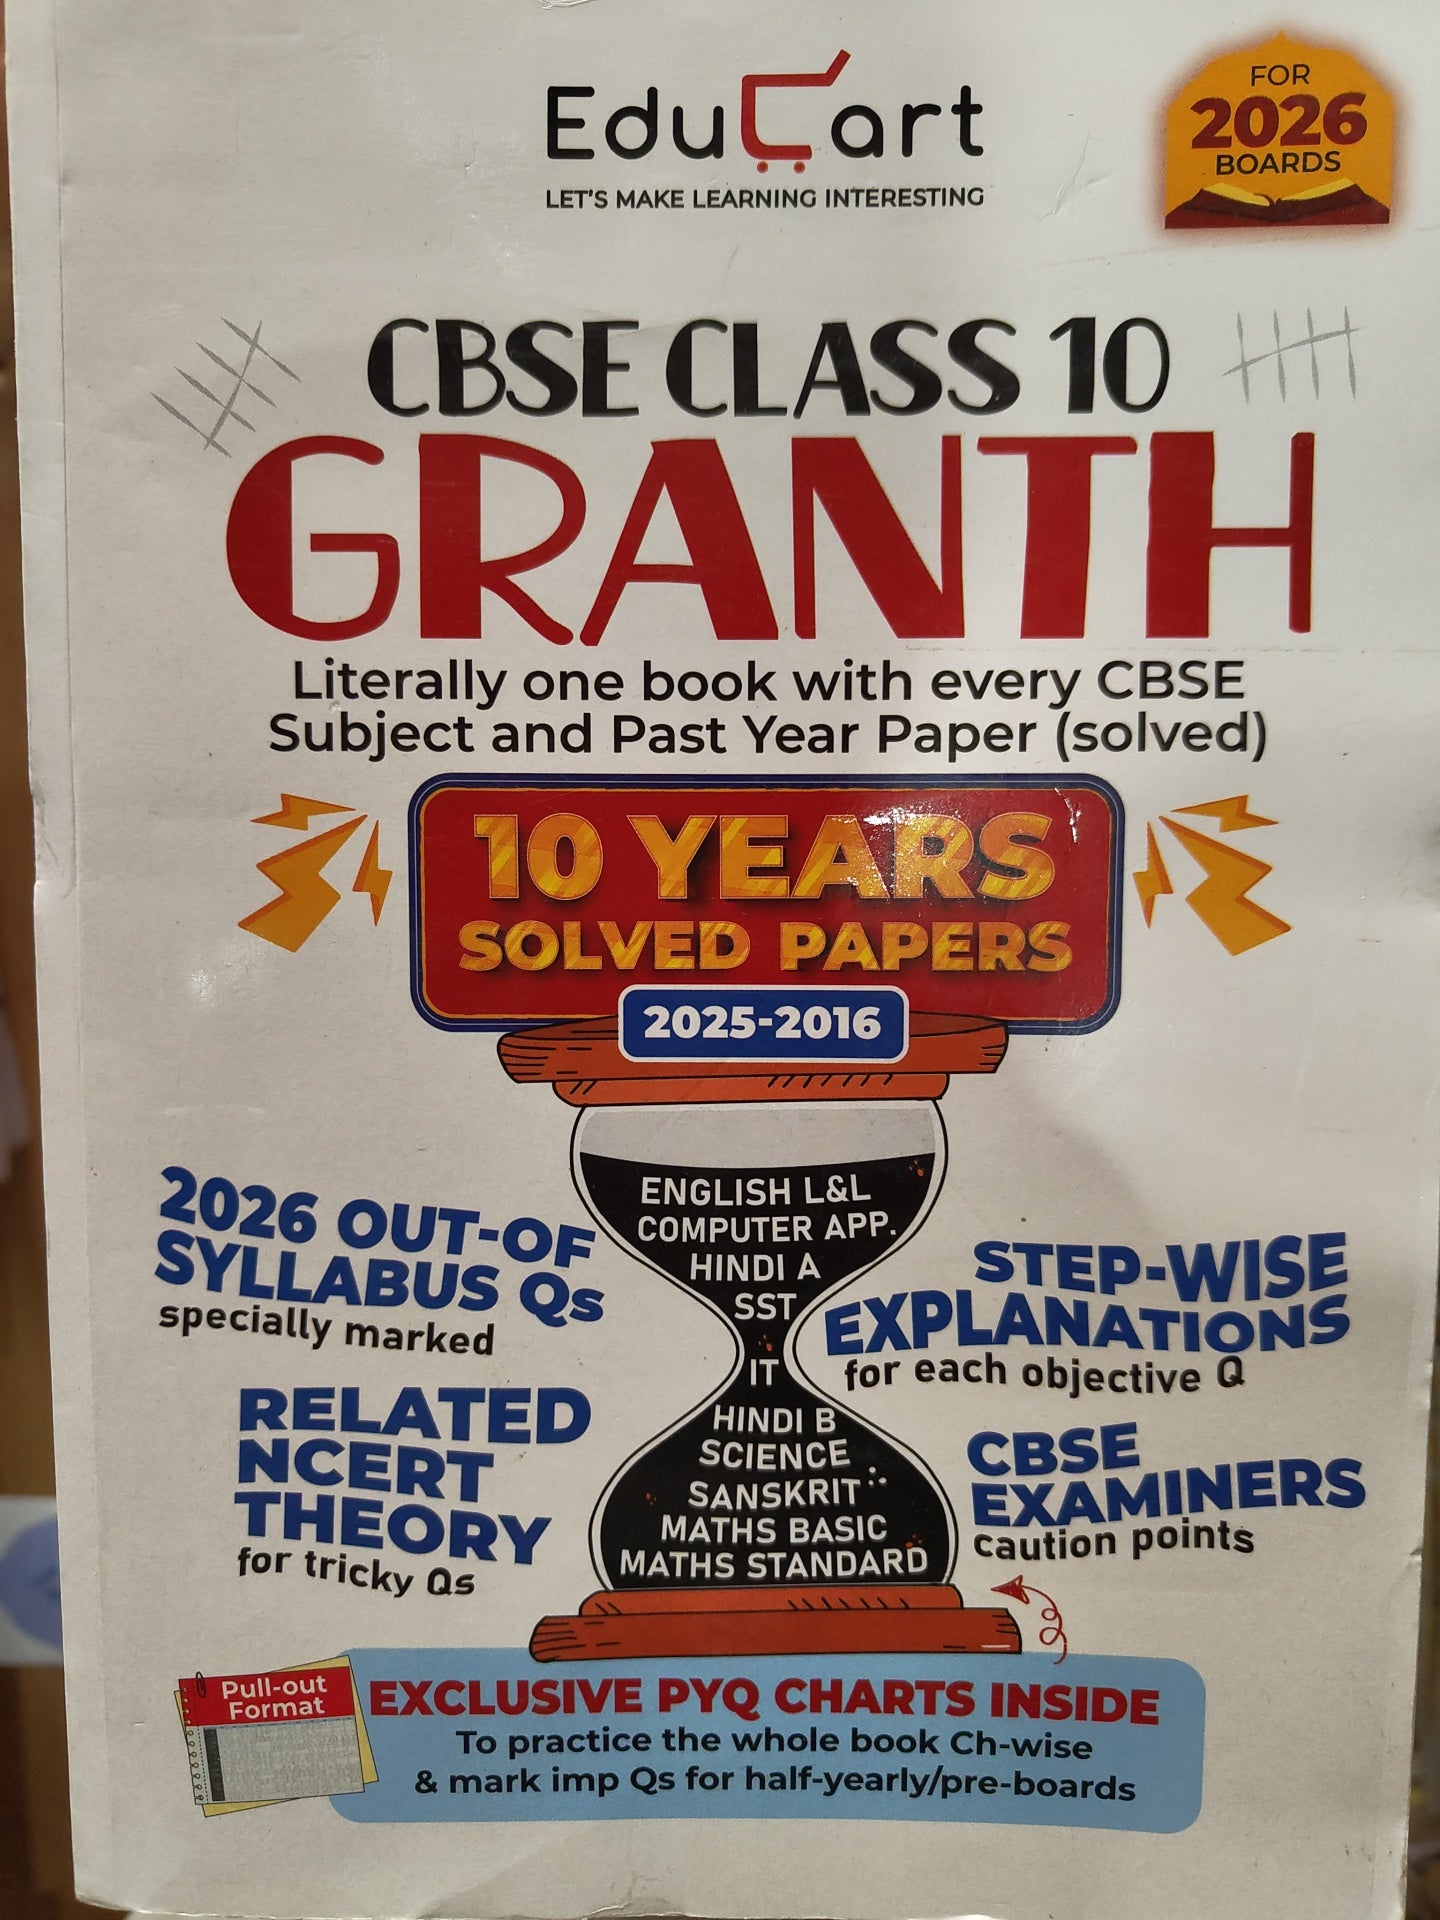 EduCart
LET'S MAKE LEARNING INTERESTING
FOR
2026
BOARDS
CBSE CLASS 10
GRANTH
Literally one book with every CBSE
Subject and Past Year Paper (solved)
10 YEARS
SOLVED PAPERS
2025-2016
ENGLISH L&L
COMPUTER APP.
HINDI A
SST
IT
HINDI B
SCIENCE
SANSKRIT
MATHS BASIC
MATHS STANDARD
2026 OUT-OF
SYLLABUS Qs
specially marked
RELATED
NCERT
THEORY
for tricky Qs
STEP-WISE
EXPLANATIONS
for each objective Q
CBSE
EXAMINERS
caution points
Pull-out
Format
EXCLUSIVE PYQ CHARTS INSIDE
To practice the whole book Ch-wise
& mark imp Qs for half-yearly/pre-boards